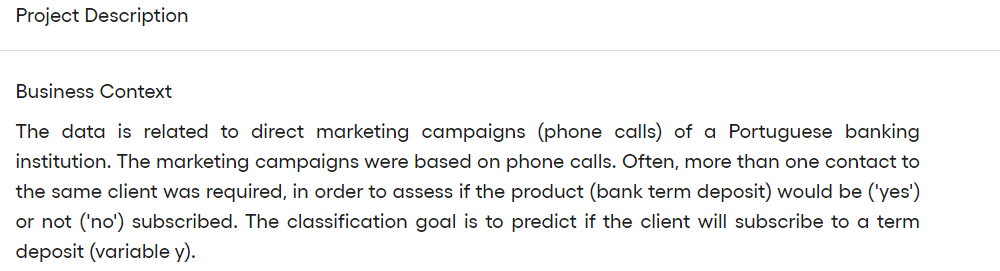 Project Description
Business Context
The data is related to direct marketing campaigns (phone calls) of a Portuguese banking
institution. The marketing campaigns were based on phone calls. Often, more than one contact to
the same client was required, in order to assess if the product (bank term deposit) would be ('yes')
or not ('no') subscribed. The classification goal is to predict if the client will subscribe to a term
deposit (variable y).